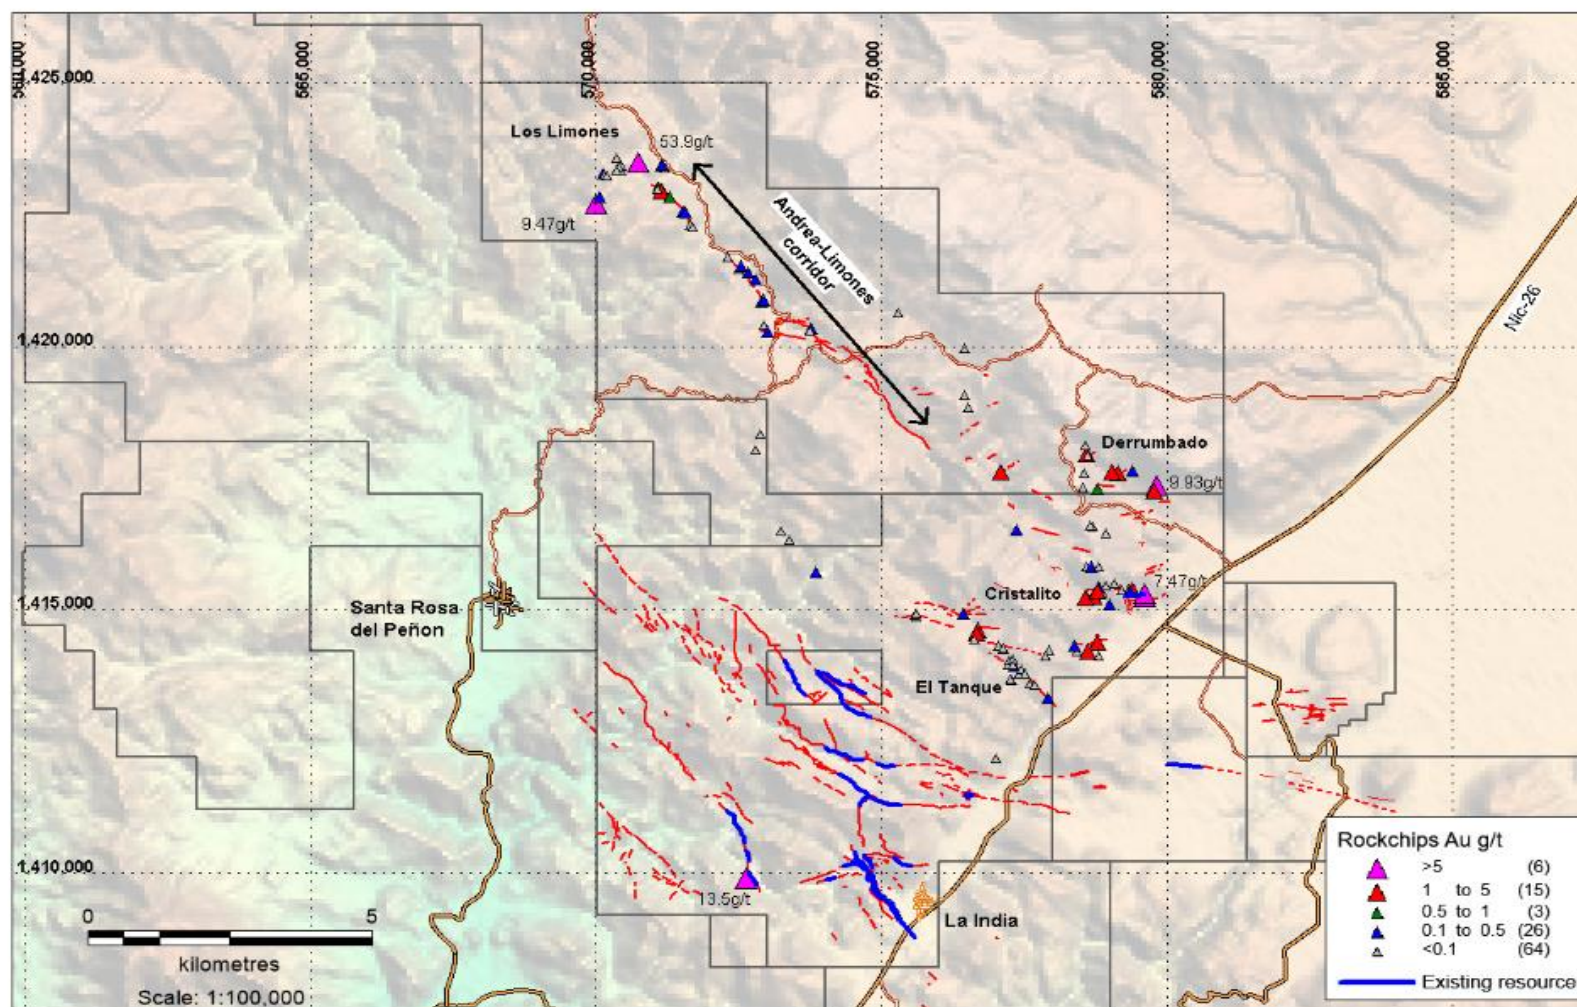 560,000
565,000
570,000
575,000
580,000
585,000
1,425,000
Los Limones
53.9g/t
9.47g/t
Andrea-Limones
corridor
Nic-26
1,420,000
Derrumbado
9.93g/t
7.47g/t
Cristalito
1,415,000
Santa Rosa
del Peñon
El Tanque
1,410,000
13.5g/t
La India
0 5
kilometres
Scale: 1:100,000
Rockchips Au g/t
>5 (6)
1 to 5 (15)
0.5 to 1 (3)
0.1 to 0.5 (26)
<0.1 (64)
Existing resource